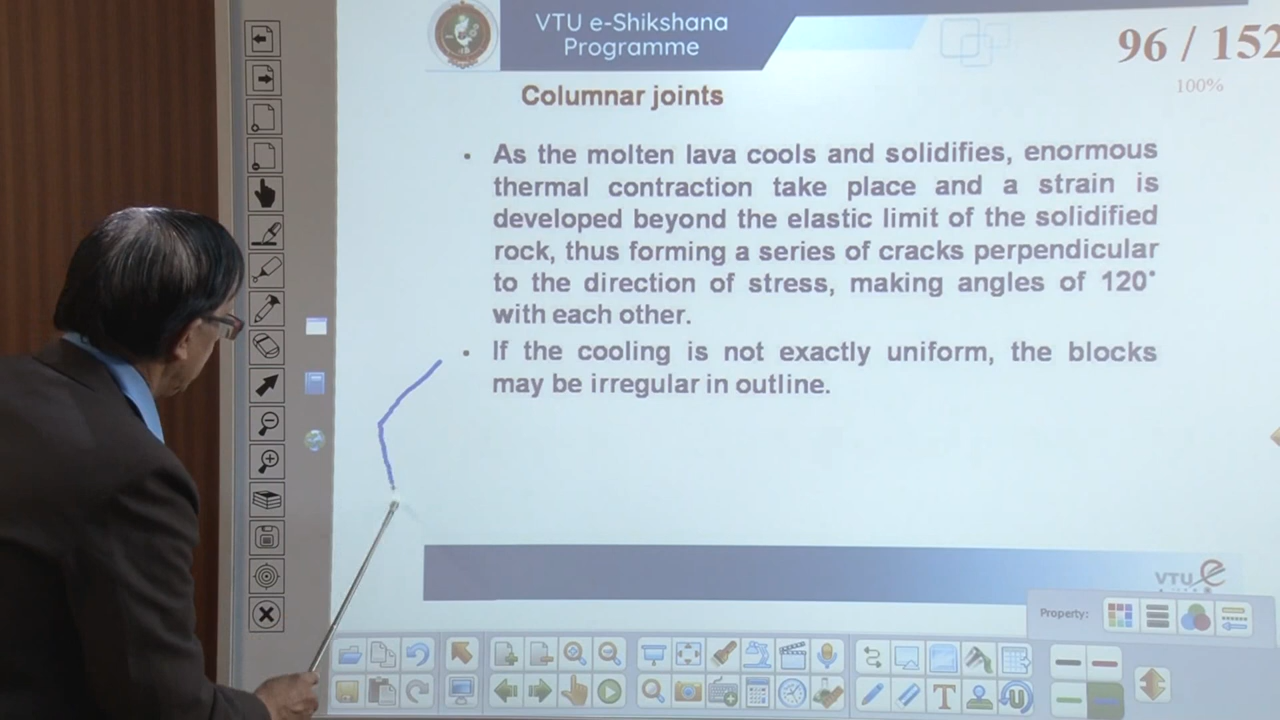 VTU e-Shikshana
Programme
96 / 152
100%
Columnar joints
• As the molten lava cools and solidifies, enormous
thermal contraction take place and a strain is
developed beyond the elastic limit of the solidified
rock, thus forming a series of cracks perpendicular
to the direction of stress, making angles of 120°
with each other.
• If the cooling is not exactly uniform, the blocks
may be irregular in outline.
VTU e
Property: